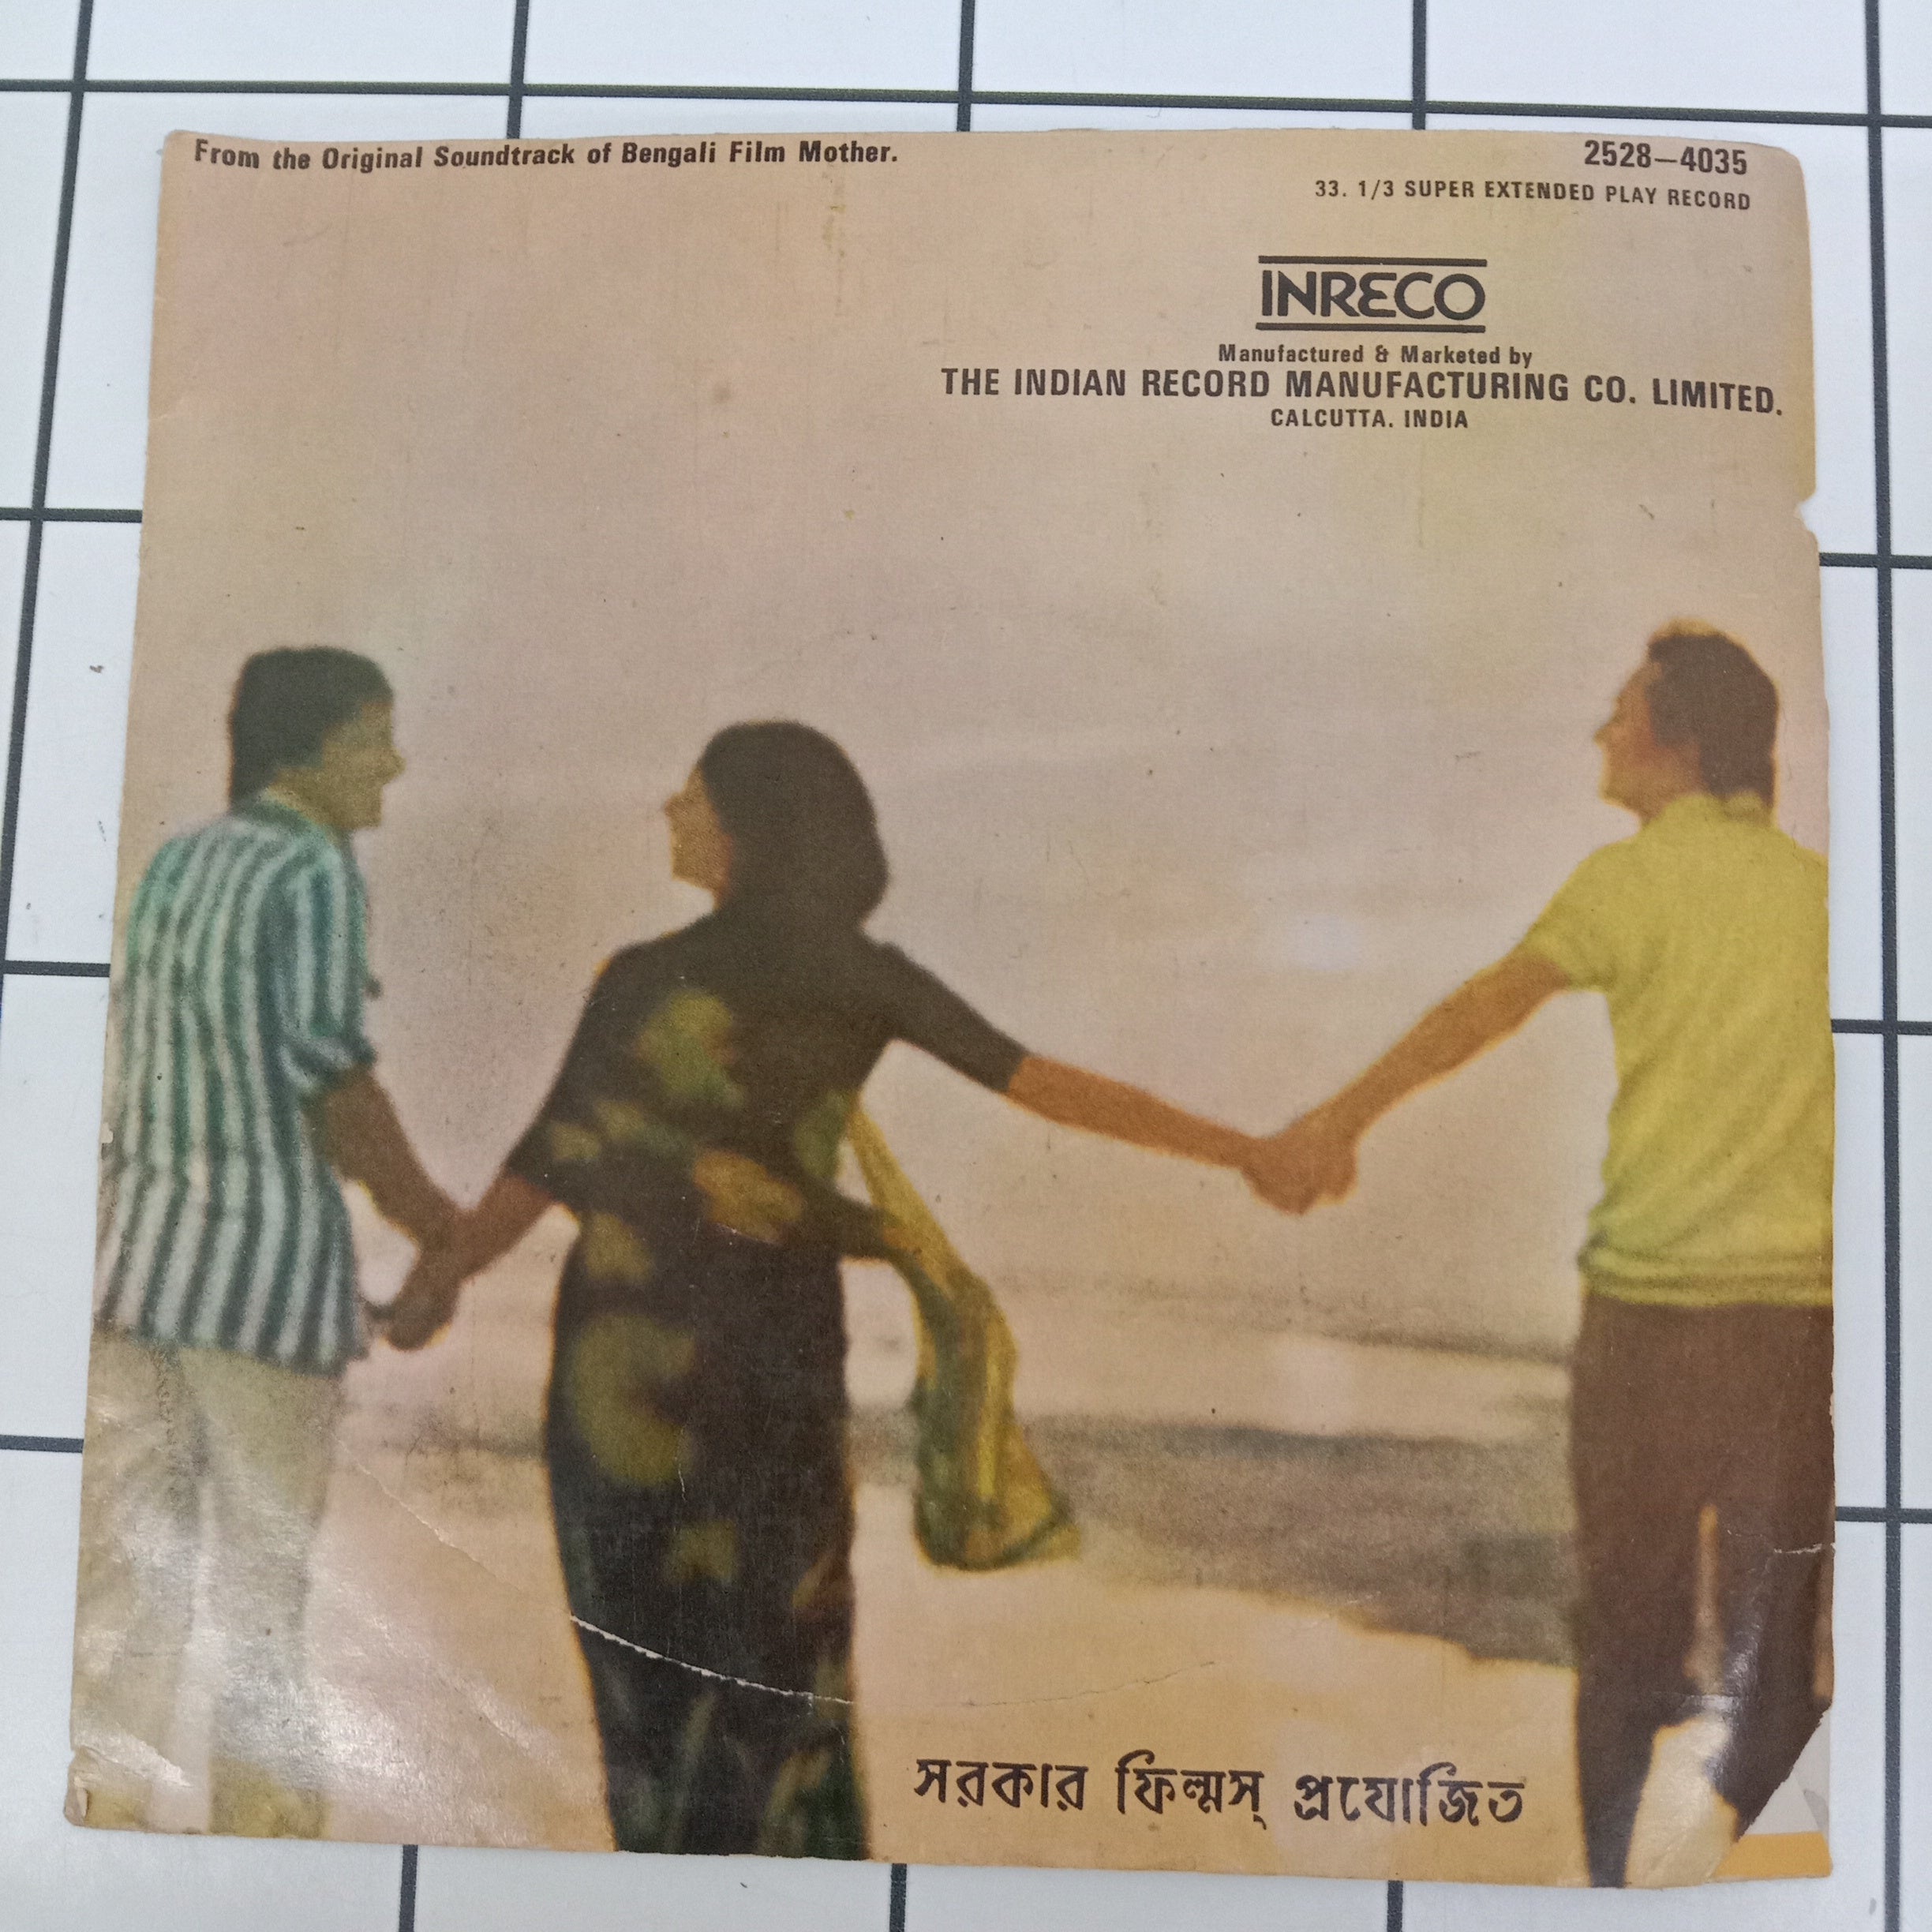 From the Original Soundtrack of Bengali Film Mother.
2528-4035
33. 1/3 SUPER EXTENDED PLAY RECORD
INRECO
Manufactured & Marketed by
THE INDIAN RECORD MANUFACTURING CO. LIMITED.
CALCUTTA. INDIA
সরকার ফিল্মস্ প্রযোজিত